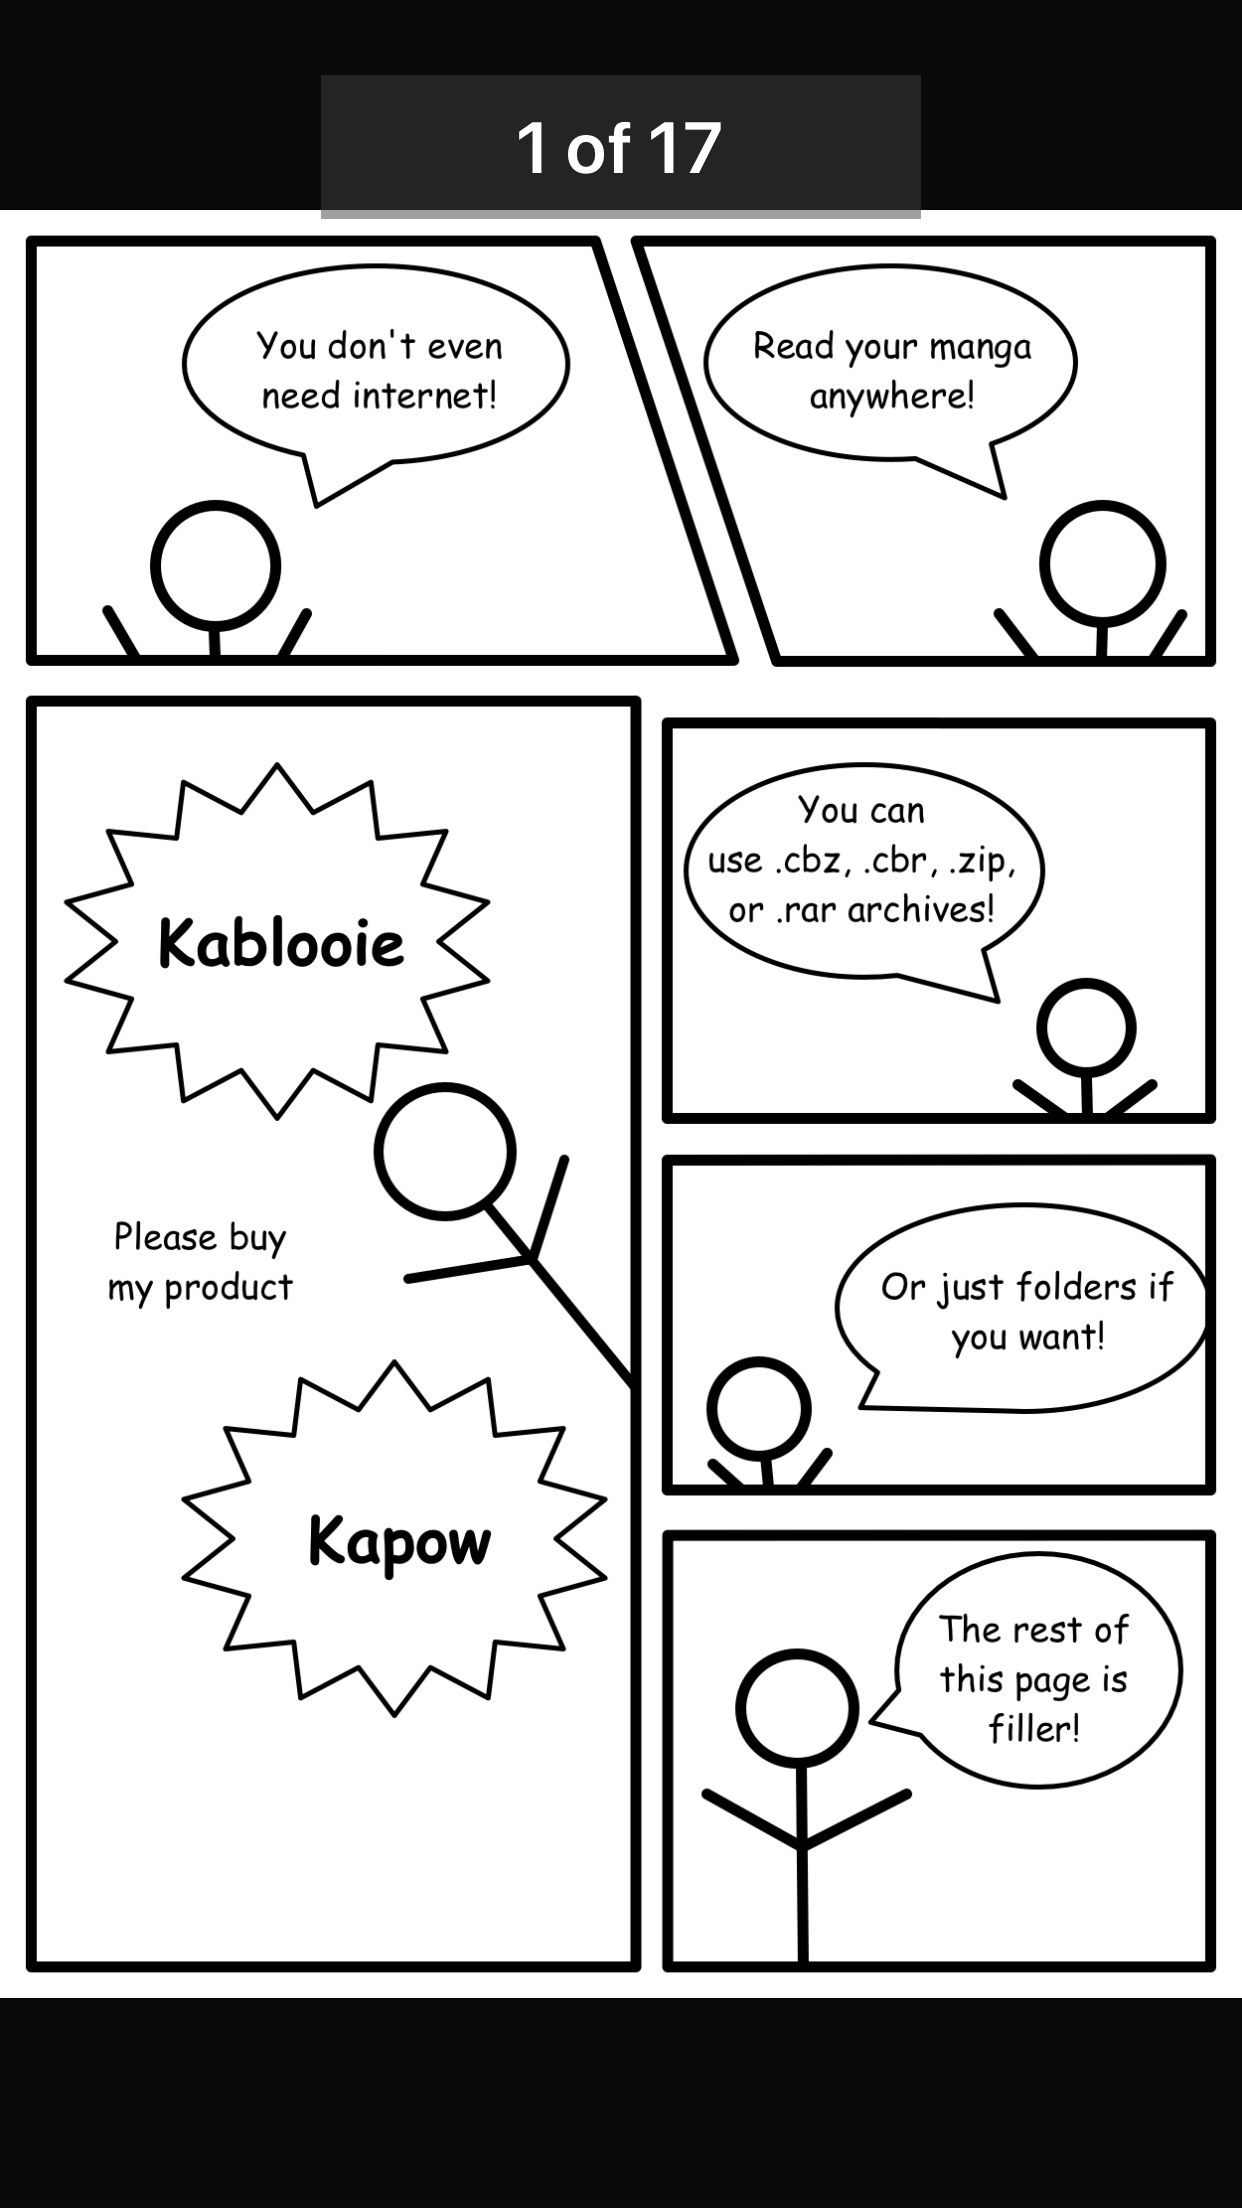 1 of 17
Read your manga
anywhere!
You don't even
need internet!
You can
use .cbz, .cbr, .zip,
or .rar archives!
Or just folders if
you want!
The rest of
this page is
filler!
Kablooie
Please buy
my product
Kapow